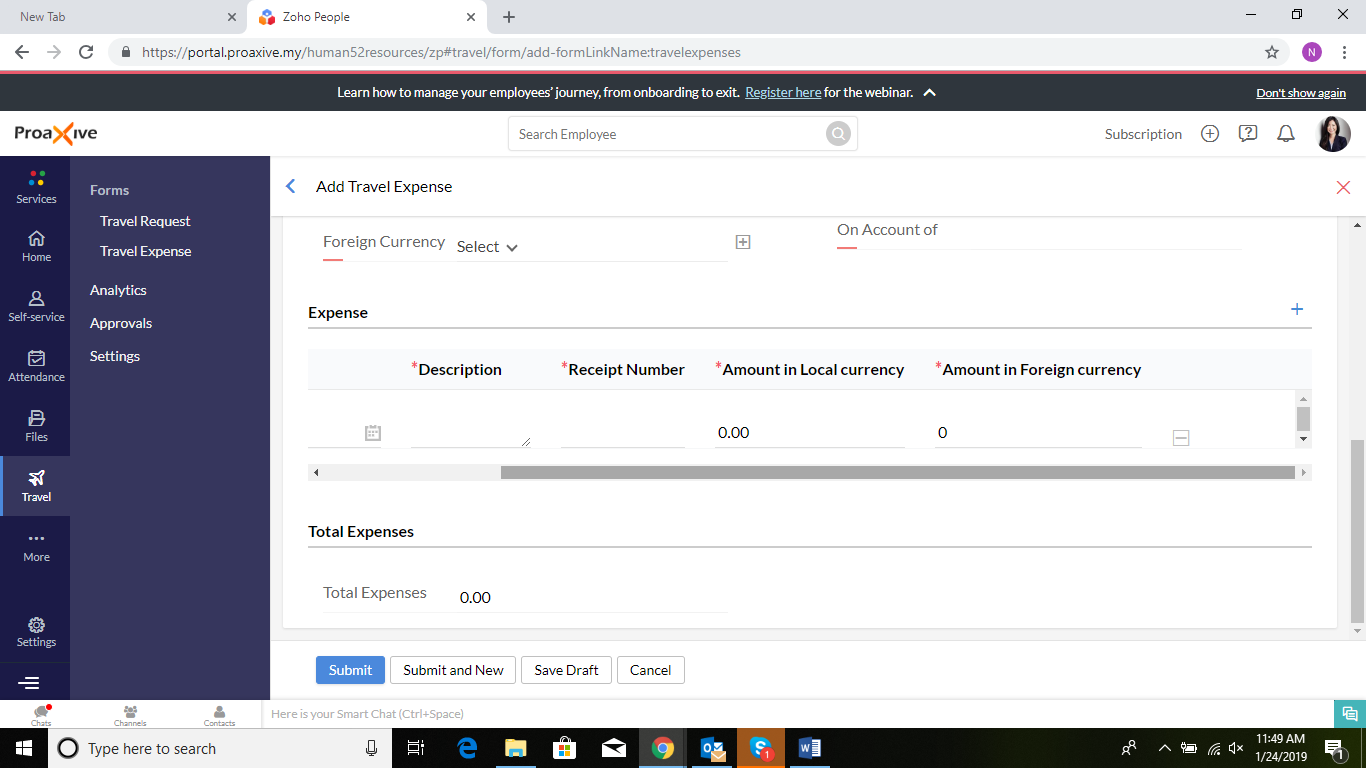 New Tab
Zoho People
https://portal.proaxive.my/human52resources/zp#travel/form/add-formLinkName:travelexpenses
N
Learn how to manage your employees' journey, from onboarding to exit. Register here for the webinar.
Don't show again
ProaXive
Search Employee
Subscription
Services
Home
Self-service
Attendance
Files
Travel
More
Settings
Forms
Travel Request
Travel Expense
Analytics
Approvals
Settings
Add Travel Expense
Foreign Currency Select
On Account of
Expense
*Description *Receipt Number *Amount in Local currency *Amount in Foreign currency
0.00 0
Total Expenses
Total Expenses 0.00
Submit Submit and New Save Draft Cancel
Chats Channels Contacts Here is your Smart Chat (Ctrl+Space)
Type here to search
1
11:49 AM
1/24/2019
1